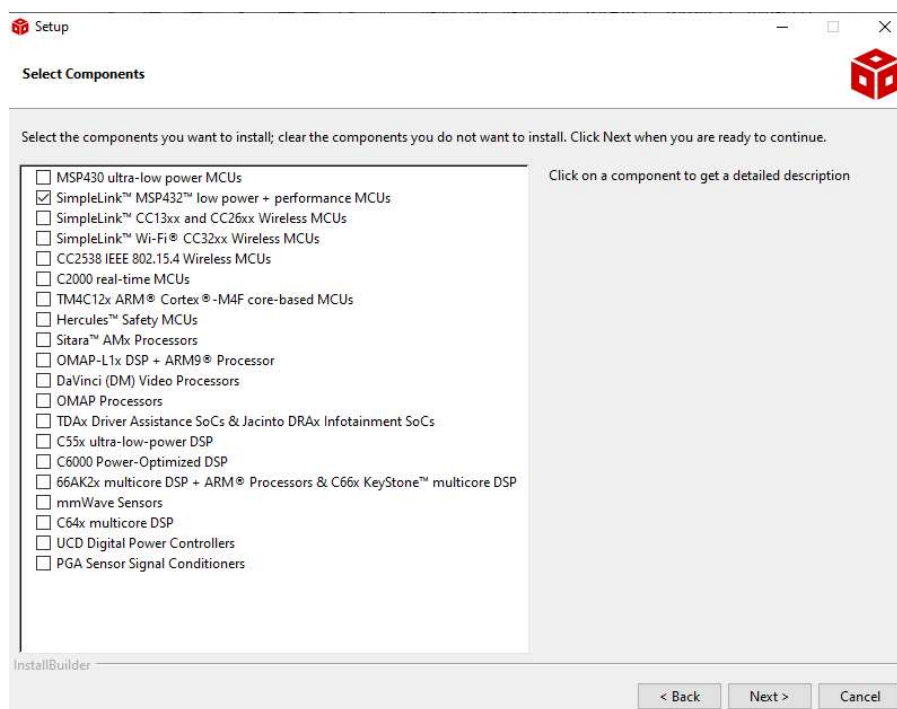 Setup
Select Components
Select the components you want to install; clear the components you do not want to install. Click Next when you are ready to continue.
MSP430 ultra-low power MCUs
SimpleLink™ MSP432™ low power + performance MCUs
SimpleLink™ CC13xx and CC26xx Wireless MCUs
SimpleLink™ Wi-Fi® CC32xx Wireless MCUs
CC2538 IEEE 802.15.4 Wireless MCUs
C2000 real-time MCUs
TM4C12x ARM® Cortex®-M4F core-based MCUs
Hercules™ Safety MCUs
Sitara™ AMx Processors
OMAP-L1x DSP + ARM9® Processor
DaVinci (DM) Video Processors
OMAP Processors
TDAx Driver Assistance SoCs & Jacinto DRAx Infotainment SoCs
C55x ultra-low-power DSP
C6000 Power-Optimized DSP
66AK2x multicore DSP + ARM® Processors & C66x KeyStone™ multicore DSP
mmWave Sensors
C64x multicore DSP
UCD Digital Power Controllers
PGA Sensor Signal Conditioners
Click on a component to get a detailed description
InstallBuilder
< Back
Next >
Cancel